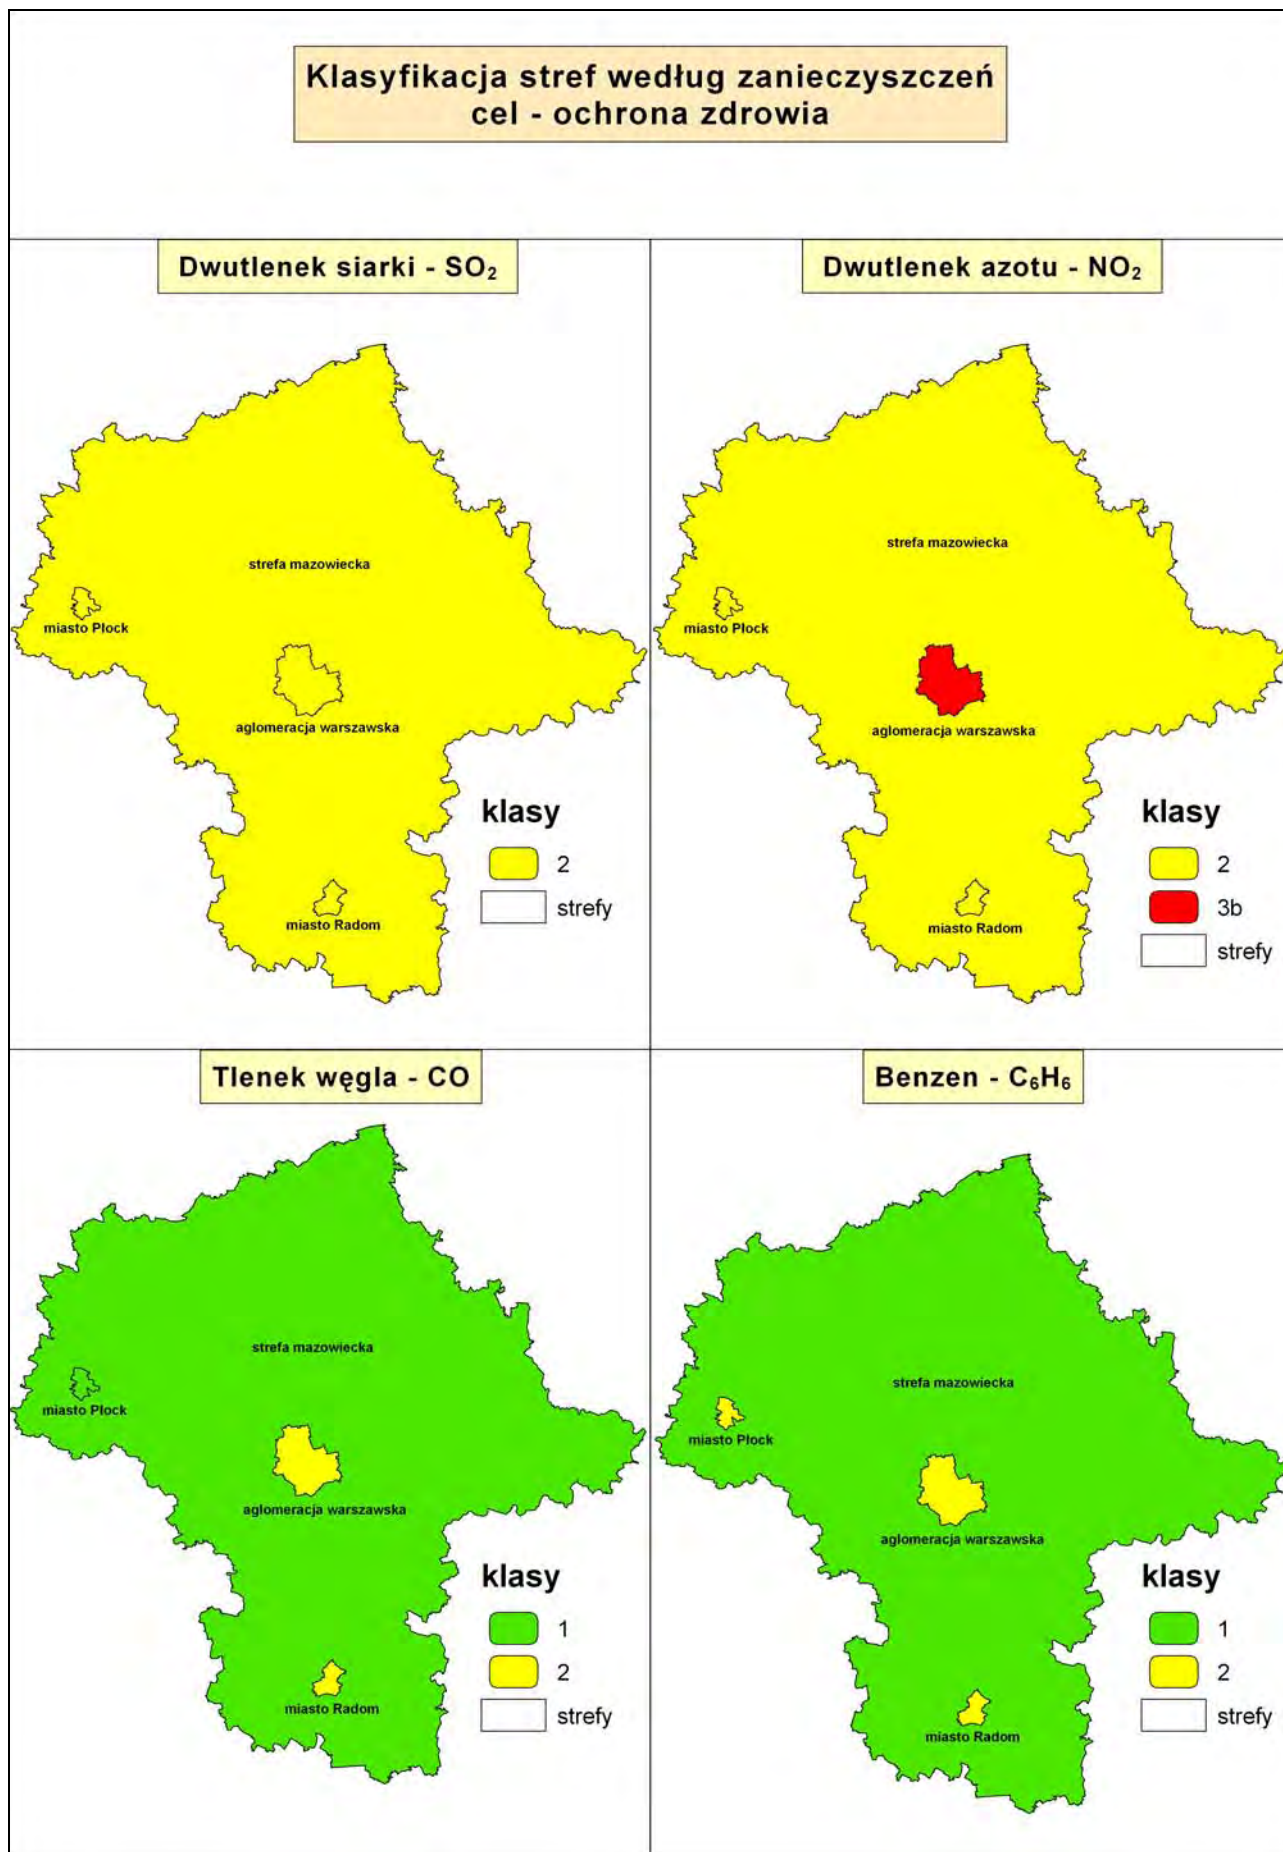 Klasyfikacja stref według zanieczyszczeń
cel - ochrona zdrowia
Dwutlenek siarki - SO₂
strefa mazowiecka
miasto Płock
aglomeracja warszawska
miasto Radom
klasy
2
strefy
Dwutlenek azotu - NO₂
strefa mazowiecka
miasto Płock
aglomeracja warszawska
miasto Radom
klasy
2
3b
strefy
Tlenek węgla - CO
strefa mazowiecka
miasto Płock
aglomeracja warszawska
miasto Radom
klasy
1
2
strefy
Benzen - C₆H₆
strefa mazowiecka
miasto Płock
aglomeracja warszawska
miasto Radom
klasy
1
2
strefy